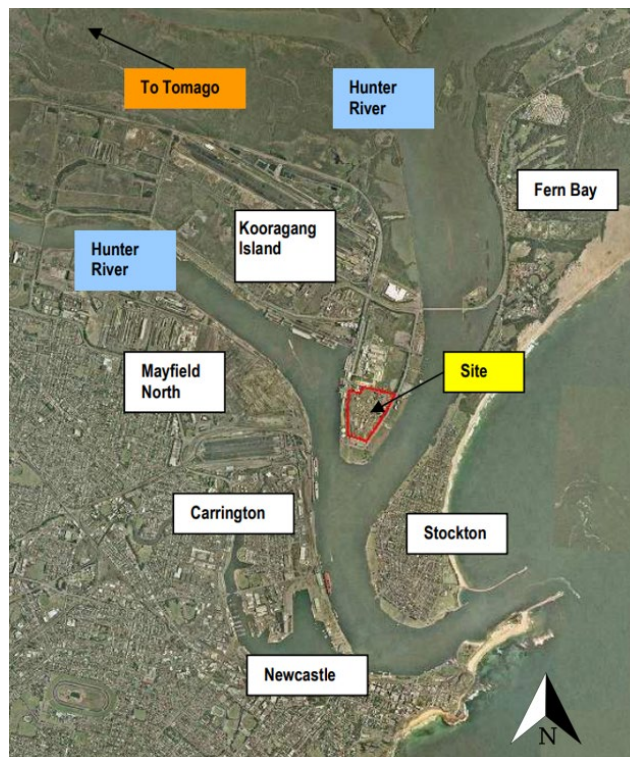 To Tomago
Hunter
River
Fern Bay
Kooragang
Island
Hunter
River
Mayfield
North
Site
Carrington
Stockton
Newcastle
N